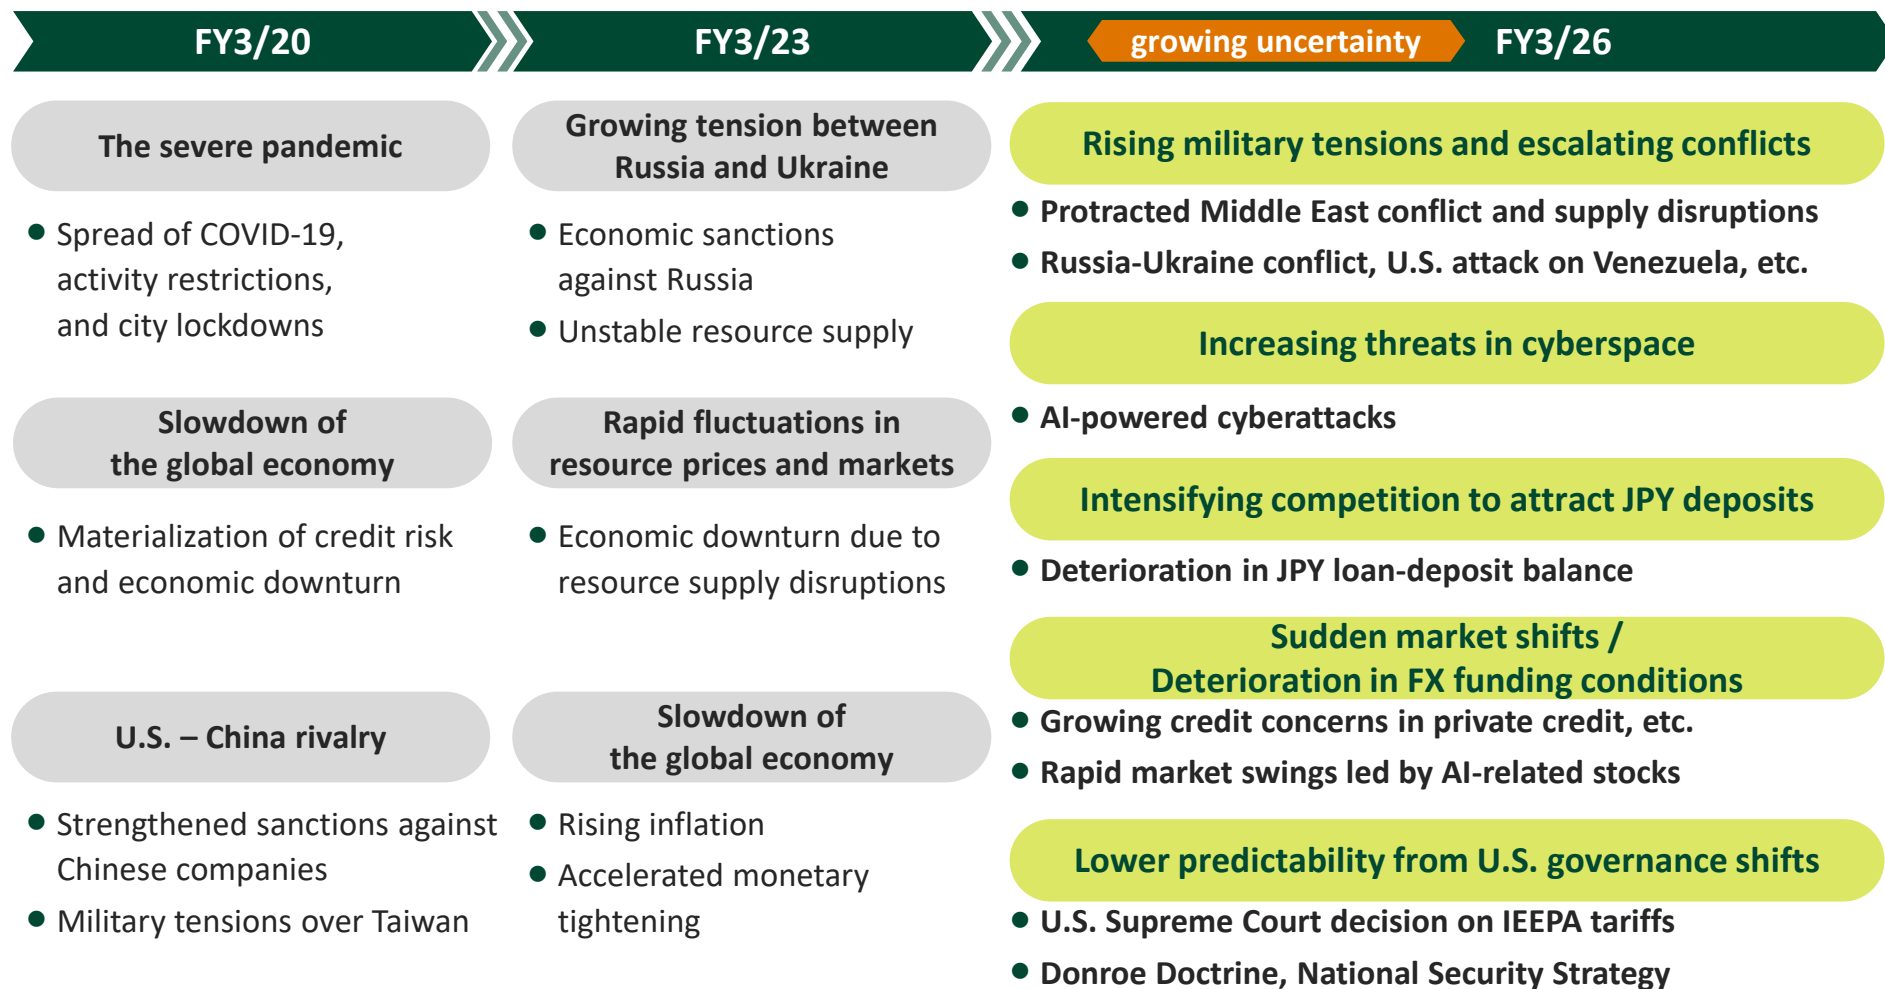 FY3/20
The severe pandemic
• Spread of COVID-19,
activity restrictions,
and city lockdowns
Slowdown of
the global economy
• Materialization of credit risk
and economic downturn
U.S. – China rivalry
• Strengthened sanctions against
Chinese companies
• Military tensions over Taiwan
FY3/23
Growing tension between
Russia and Ukraine
• Economic sanctions
against Russia
• Unstable resource supply
Rapid fluctuations in
resource prices and markets
• Economic downturn due to
resource supply disruptions
Slowdown of
the global economy
• Rising inflation
• Accelerated monetary
tightening
growing uncertainty
FY3/26
Rising military tensions and escalating conflicts
• Protracted Middle East conflict and supply disruptions
• Russia-Ukraine conflict, U.S. attack on Venezuela, etc.
Increasing threats in cyberspace
• AI-powered cyberattacks
Intensifying competition to attract JPY deposits
• Deterioration in JPY loan-deposit balance
Sudden market shifts /
Deterioration in FX funding conditions
• Growing credit concerns in private credit, etc.
• Rapid market swings led by AI-related stocks
Lower predictability from U.S. governance shifts
• U.S. Supreme Court decision on IEEPA tariffs
• Donroe Doctrine, National Security Strategy